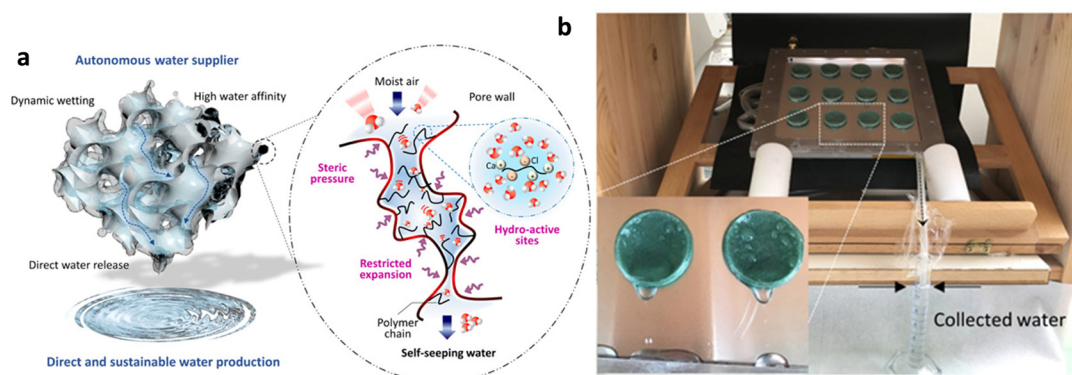 a
Autonomous water supplier
Dynamic wetting
High water affinity
Direct water release
Direct and sustainable water production
Moist air
Pore wall
Steric
pressure
Ca
Cl
Hydro-active
sites
Restricted
expansion
Polymer
chain
Self-seeping water
b
Collected water